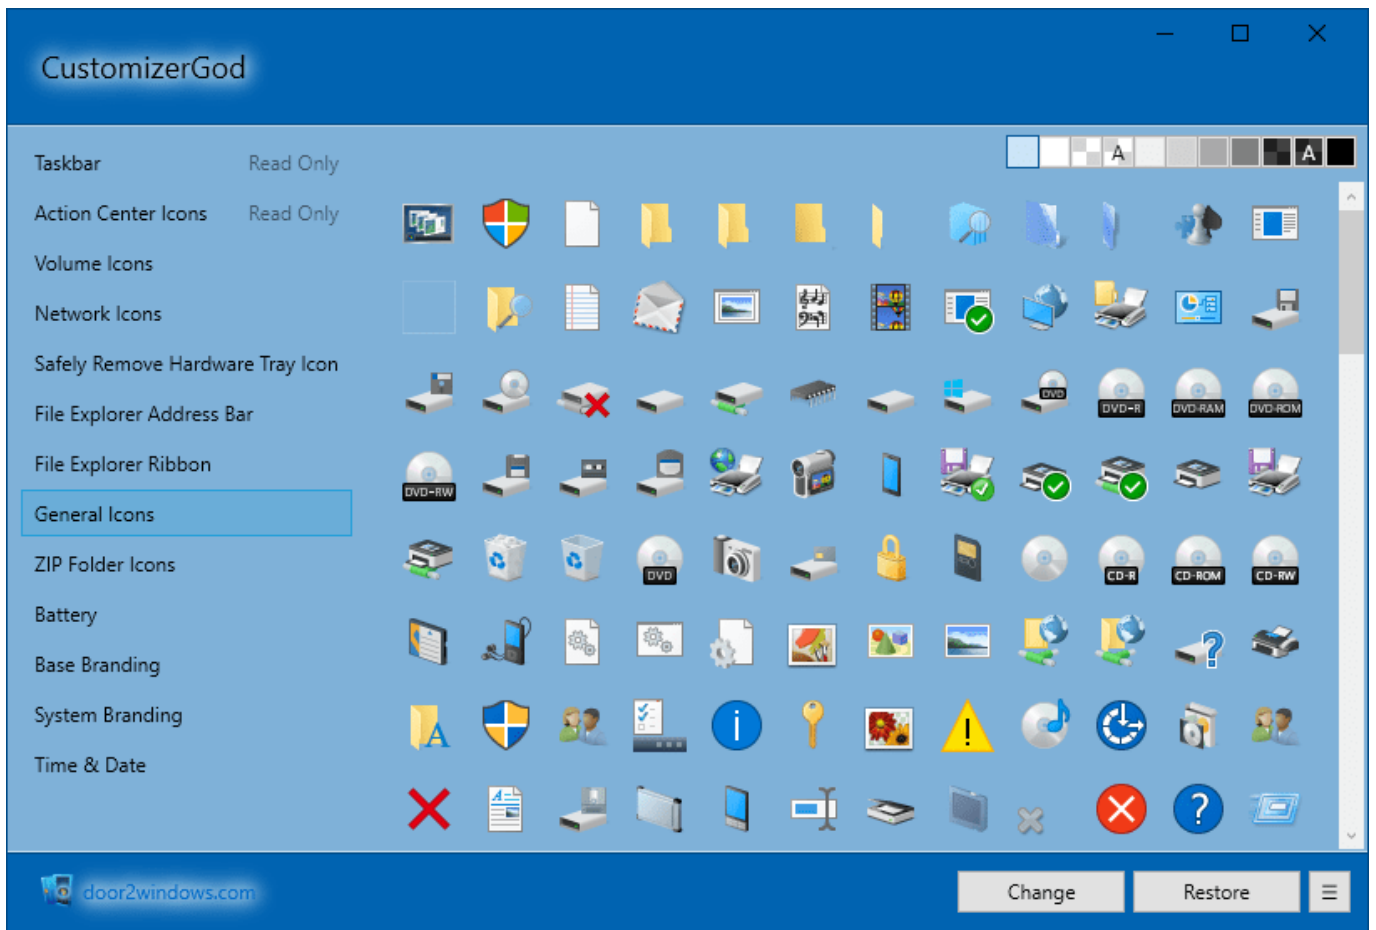 CustomizerGod
Taskbar Read Only
Action Center Icons Read Only
Volume Icons
Network Icons
Safely Remove Hardware Tray Icon
File Explorer Address Bar
File Explorer Ribbon
General Icons
ZIP Folder Icons
Battery
Base Branding
System Branding
Time & Date
A A
DVD
DVD-R
DVD-RAM
DVD-ROM
DVD-RW
DVD
CD-R
CD-ROM
CD-RW
A
i
!
A
?
door2windows.com
Change
Restore